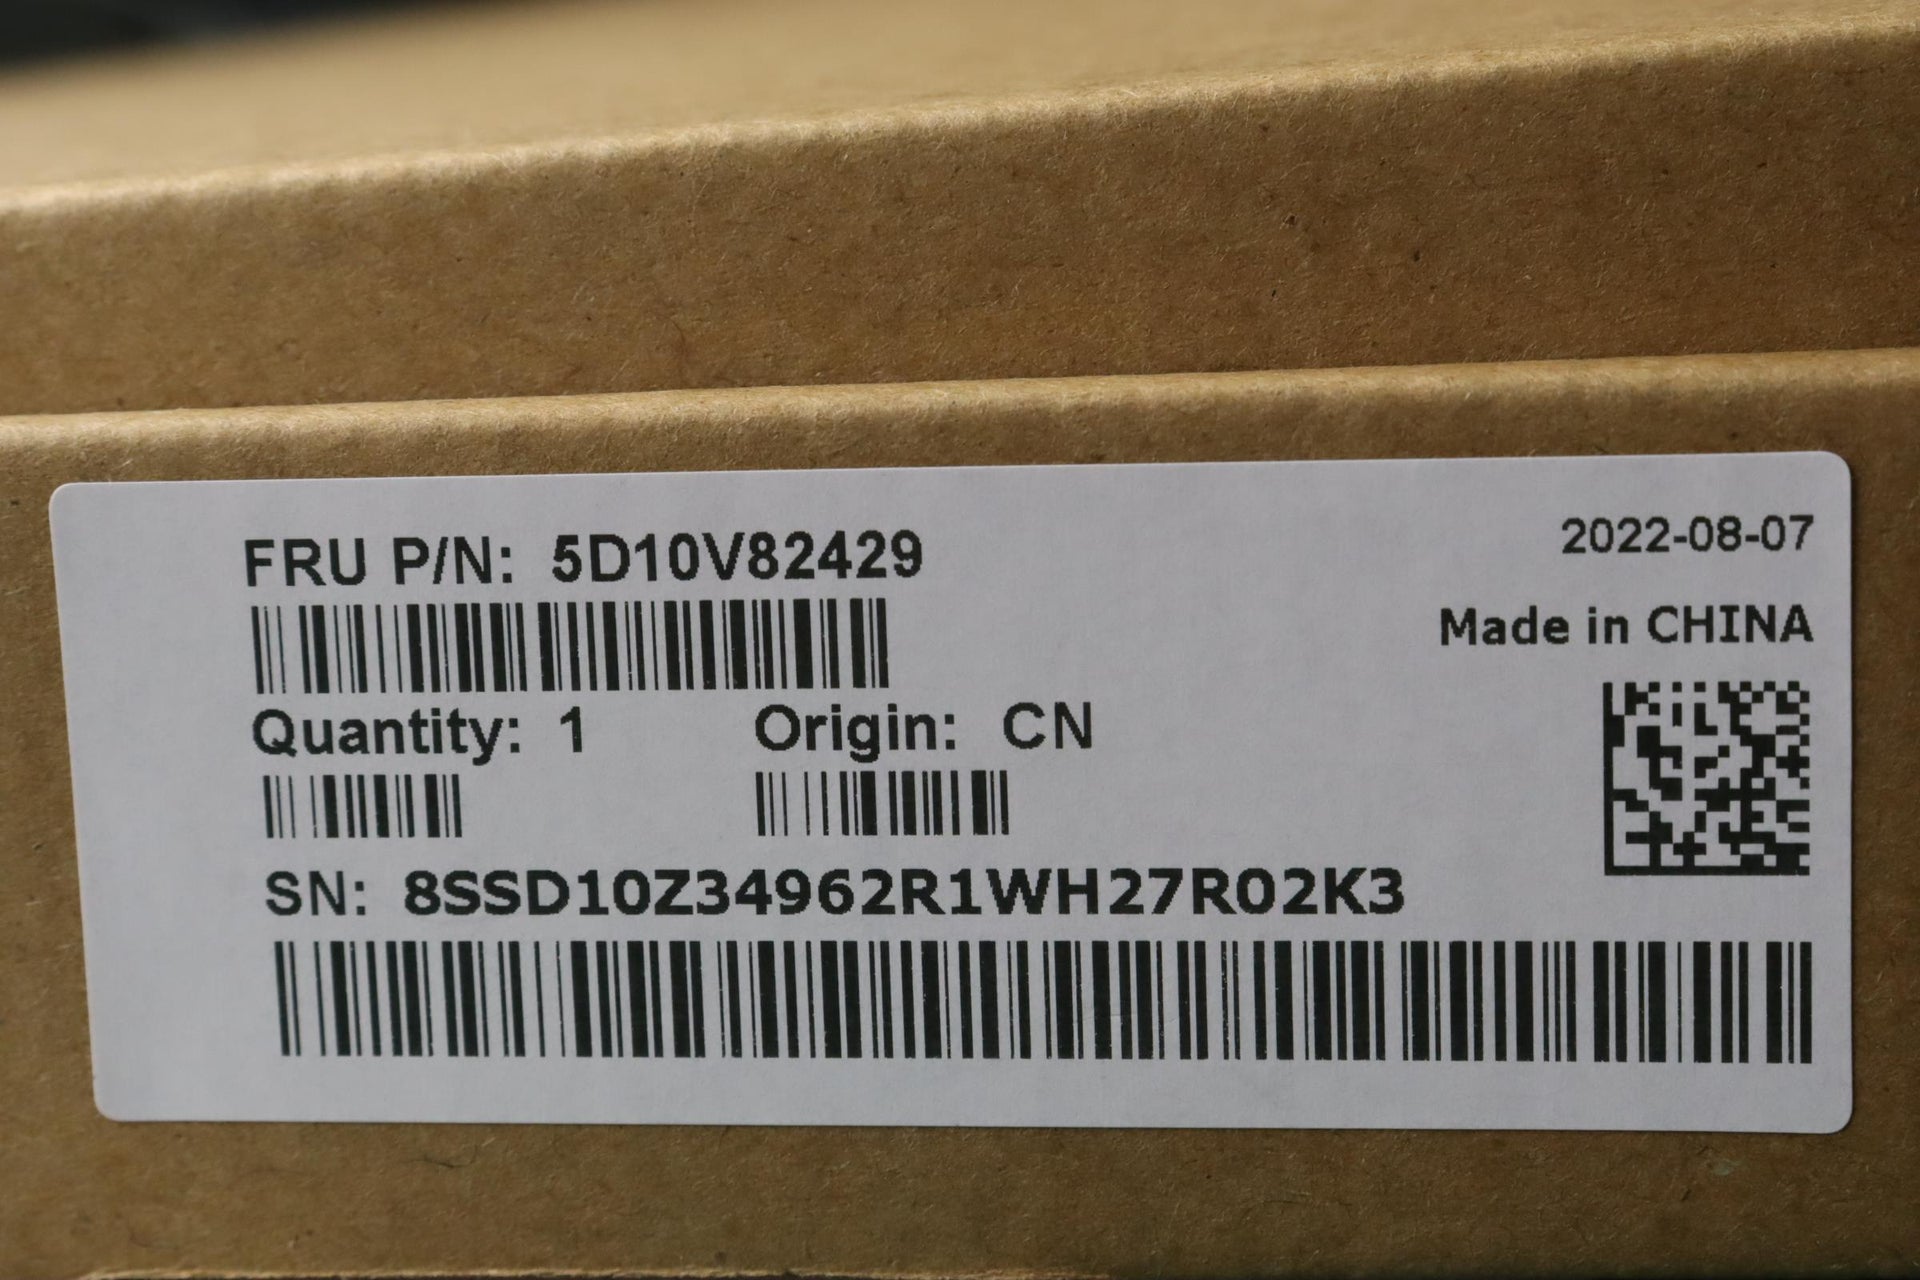 FRU P/N: 5D10V82429
2022-08-07
Made in CHINA
Quantity: 1
Origin: CN
SN: 8SSD10Z34962R1WH27R02K3